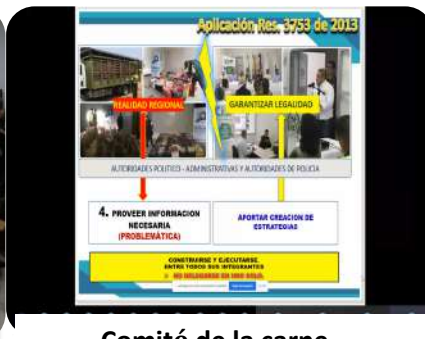 Aplicación Res. 3753 de 2013
REALIDAD REGIONAL
GARANTIZAR LEGALIDAD
AUTORIDADES POLITICO - ADMINISTRATIVAS Y AUTORIDADES DE POLICIA
4. PROVEER INFORMACION
NECESARIA
(PROBLEMÁTICA)
APORTAR CREACION DE
ESTRATEGIAS
CONSTRUIRSE Y EJECUTARSE.
ENTRE TODOS SUS INTEGRANTES
NO DELEGARSE EN UNO SOLO.
Comité de la carne